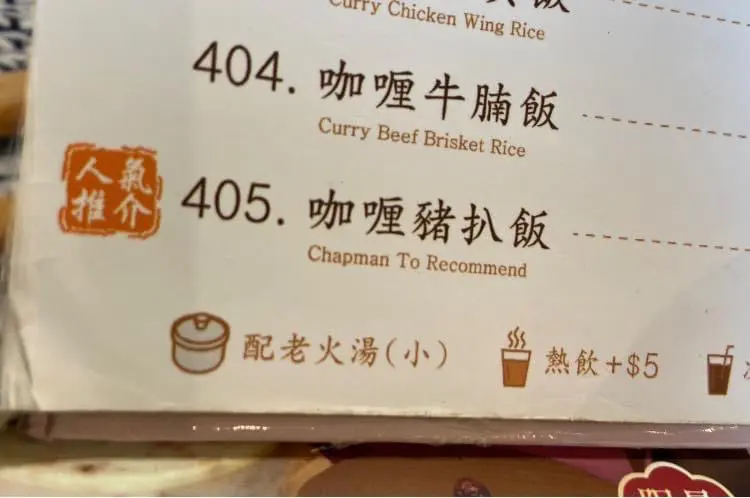 飯
Curry Chicken Wing Rice
404. 咖喱牛腩飯
Curry Beef Brisket Rice
人氣
推介
405. 咖喱豬扒飯
Chapman To Recommend
配老火湯(小)
熱飲+$5